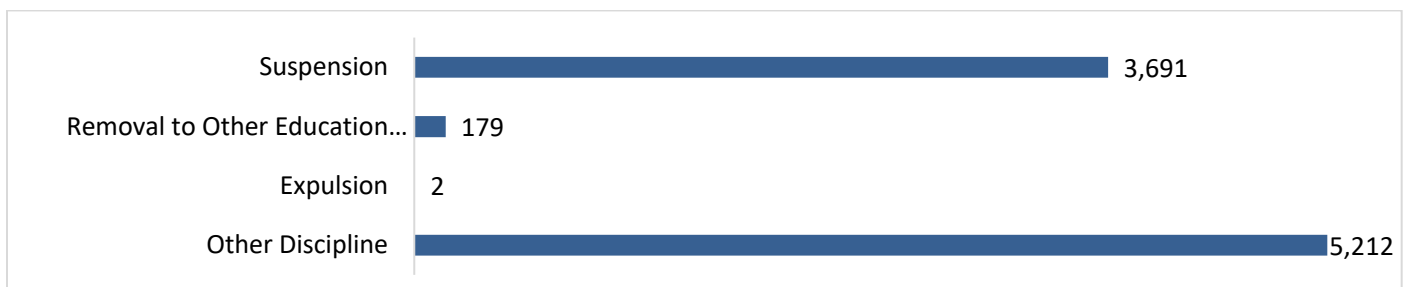 Suspension 3,691
Removal to Other Education… 179
Expulsion 2
Other Discipline 5,212